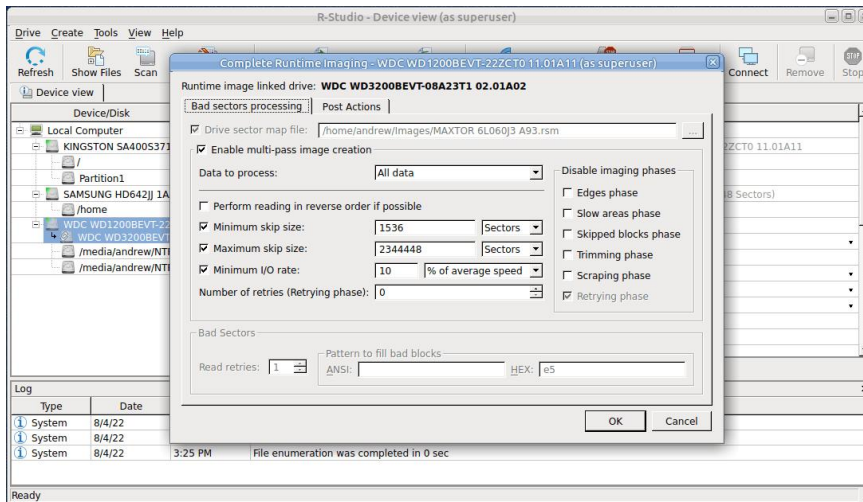 R-Studio - Device view (as superuser)
Drive Create Tools View Help
Refresh Show Files Scan Connect Remove Stop
Device view
Device/Disk
Local Computer
KINGSTON SA400S371
/
Partition1
SAMSUNG HD642JJ 1A
/home
WDC WD1200BEVT-22
WDC WD3200BEVT
/media/andrew/NT
/media/andrew/NT
2ZCT0 11.01A11
Sectors)
Complete Runtime Imaging - WDC WD1200BEVT-22ZCT0 11.01A11 (as superuser)
Runtime image linked drive: WDC WD3200BEVT-08A23T1 02.01A02
Bad sectors processing Post Actions
Drive sector map file: /home/andrew/Images/MAXTOR 6L060J3 A93.rsm ...
Enable multi-pass image creation
Data to process: All data
Perform reading in reverse order if possible
Minimum skip size: 1536 Sectors
Maximum skip size: 2344448 Sectors
Minimum I/O rate: 10 % of average speed
Number of retries (Retrying phase): 0
Disable imaging phases
Edges phase
Slow areas phase
Skipped blocks phase
Trimming phase
Scraping phase
Retrying phase
Bad Sectors
Read retries: 1
Pattern to fill bad blocks
ANSI: HEX: e5
OK Cancel
Log
Type Date
System 8/4/22
System 8/4/22
System 8/4/22 3:25 PM File enumeration was completed in 0 sec
Ready